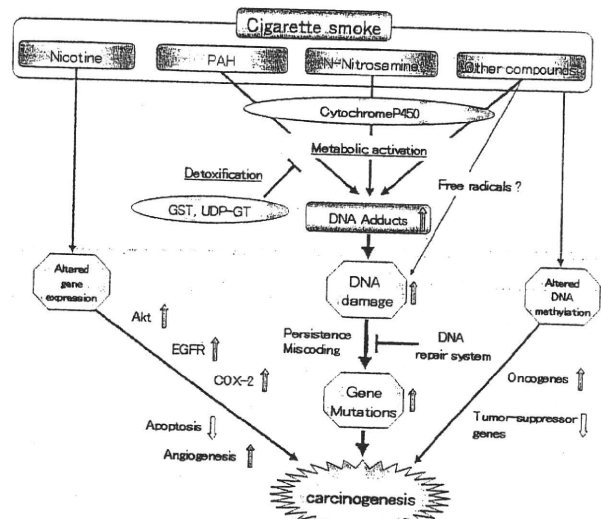 Cigarette smoke
Nicotine
PAH
N-Nitrosamine
Other compounds
CytochromeP450
Metabolic activation
Detoxification
Free radicals ?
GST, UDP-GT
DNA Adducts
Altered
gene
expression
DNA
damage
Altered
DNA
methylation
Akt
EGFR
COX-2
Persistence
Miscoding
DNA
repair system
Gene
Mutations
Oncogenes
Tumor-suppressor
genes
Apoptosis
Angiogenesis
carcinogenesis